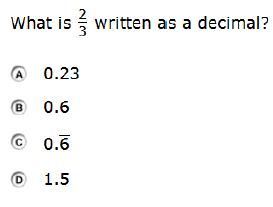 What is 2/3 written as a decimal?
A 0.23
B 0.6
C 0.6̅
D 1.5